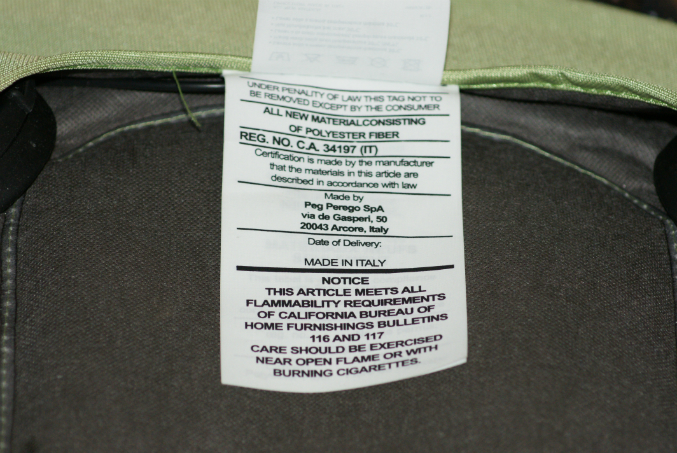 UNDER PENALITY OF LAW THIS TAG NOT TO
BE REMOVED EXCEPT BY THE CONSUMER
ALL NEW MATERIALCONSISTING
OF POLYESTER FIBER
REG. NO. C.A. 34197 (IT)
Certification is made by the manufacturer
that the materials in this article are
described in accordance with law
Made by
Peg Perego SpA
via de Gasperi, 50
20043 Arcore, Italy
Date of Delivery:
MADE IN ITALY
NOTICE
THIS ARTICLE MEETS ALL
FLAMMABILITY REQUIREMENTS
OF CALIFORNIA BUREAU OF
HOME FURNISHINGS BULLETINS
116 AND 117
CARE SHOULD BE EXERCISED
NEAR OPEN FLAME OR WITH
BURNING CIGARETTES.